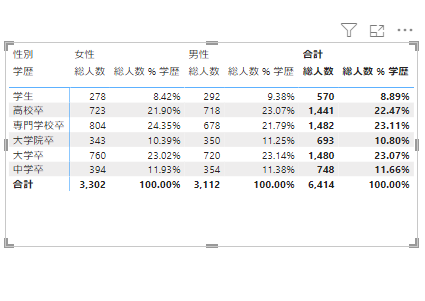 性別 女性 男性 合計
学歴 総人数 総人数 % 学歴 総人数 総人数 % 学歴 総人数 総人数 % 学歴
学生 278 8.42% 292 9.38% 570 8.89%
高校卒 723 21.90% 718 23.07% 1,441 22.47%
専門学校卒 804 24.35% 678 21.79% 1,482 23.11%
大学院卒 343 10.39% 350 11.25% 693 10.80%
大学卒 760 23.02% 720 23.14% 1,480 23.07%
中学卒 394 11.93% 354 11.38% 748 11.66%
合計 3,302 100.00% 3,112 100.00% 6,414 100.00%